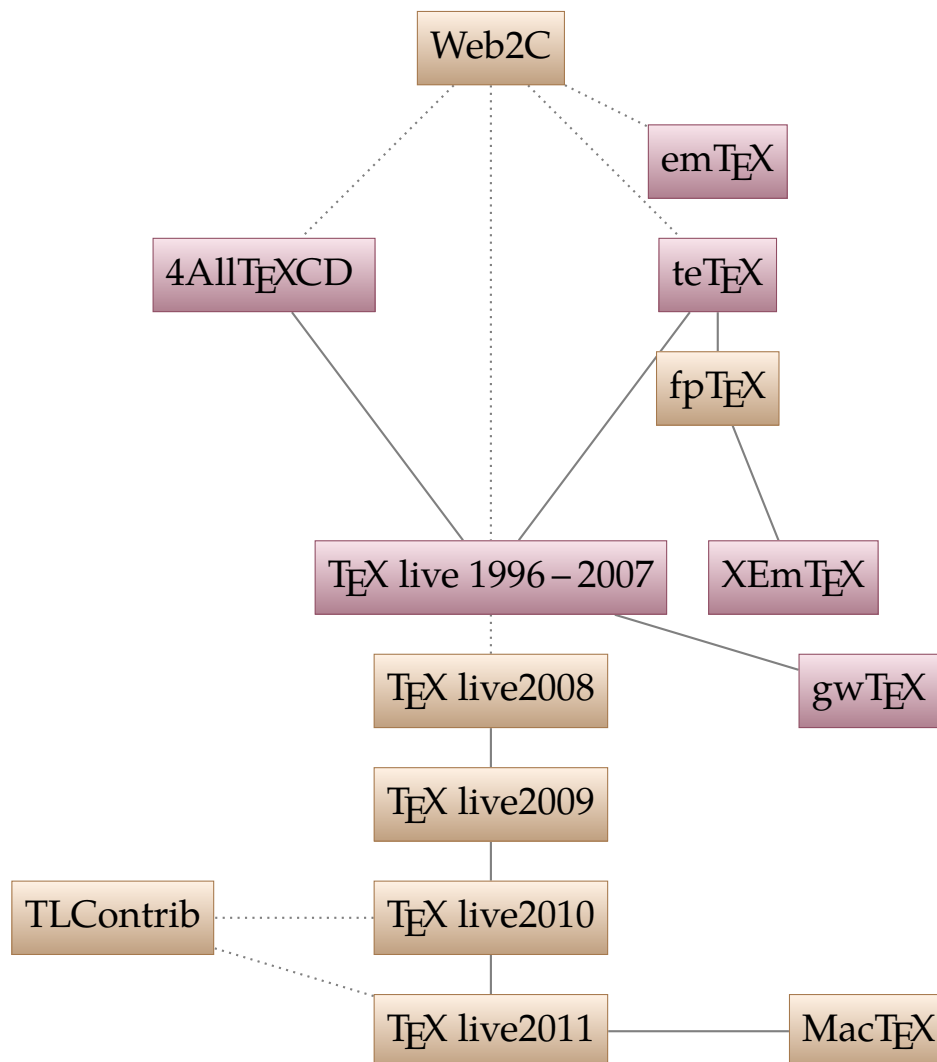 Web2C
emTEX
4AllTEXCD
teTEX
fpTEX
TEX live 1996 – 2007
XEmTEX
TEX live2008
gwTEX
TEX live2009
TLContrib
TEX live2010
TEX live2011
MacTEX